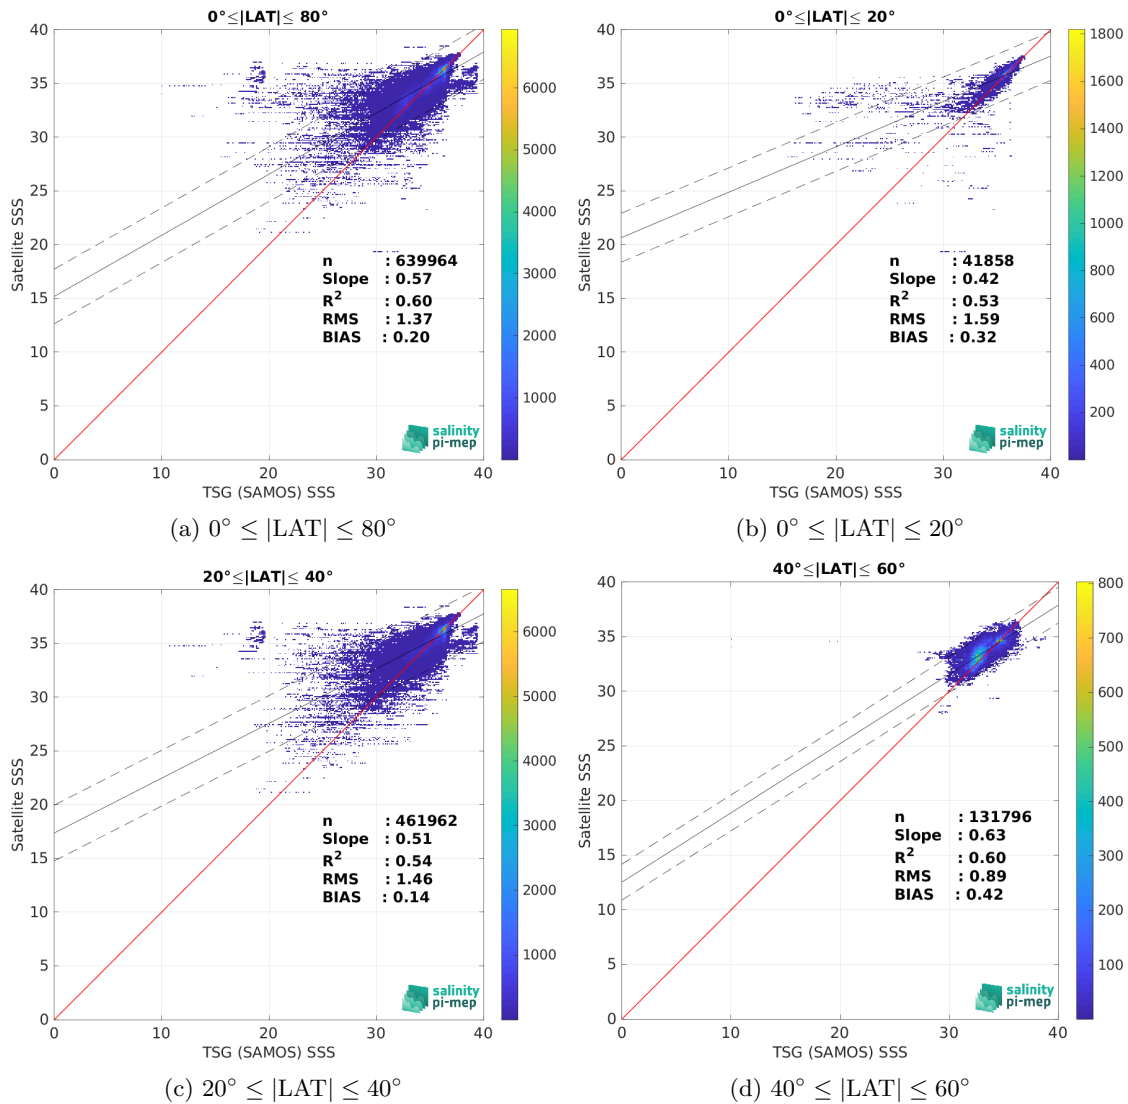 0°≤|LAT|≤ 80°
40
35
30
25
20
15
10
5
0
Satellite SSS
n : 639964
Slope : 0.57
R² : 0.60
RMS : 1.37
BIAS : 0.20
salinity
pi-mep
0 10 20 30 40
TSG (SAMOS) SSS
6000
5000
4000
3000
2000
1000
(a) 0° ≤ |LAT| ≤ 80°
0°≤|LAT|≤ 20°
40
35
30
25
20
15
10
5
0
Satellite SSS
n : 41858
Slope : 0.42
R² : 0.53
RMS : 1.59
BIAS : 0.32
salinity
pi-mep
0 10 20 30 40
TSG (SAMOS) SSS
1800
1600
1400
1200
1000
800
600
400
200
(b) 0° ≤ |LAT| ≤ 20°
20°≤|LAT|≤ 40°
40
35
30
25
20
15
10
5
0
Satellite SSS
n : 461962
Slope : 0.51
R² : 0.54
RMS : 1.46
BIAS : 0.14
salinity
pi-mep
0 10 20 30 40
TSG (SAMOS) SSS
6000
5000
4000
3000
2000
1000
(c) 20° ≤ |LAT| ≤ 40°
40°≤|LAT|≤ 60°
40
35
30
25
20
15
10
5
0
Satellite SSS
n : 131796
Slope : 0.63
R² : 0.60
RMS : 0.89
BIAS : 0.42
salinity
pi-mep
0 10 20 30 40
TSG (SAMOS) SSS
800
700
600
500
400
300
200
100
(d) 40° ≤ |LAT| ≤ 60°